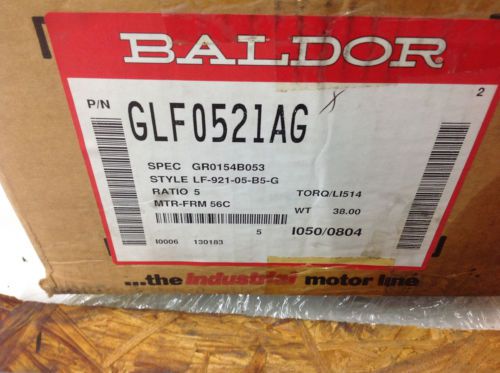 BALDOR
P/N
2
GLF0521AG
SPEC GR0154B053
STYLE LF-921-05-B5-G
RATIO 5 TORQ/LI514
MTR-FRM 56C WT 38.00
5 I050/0804
I0006 130183
...the industrial motor line